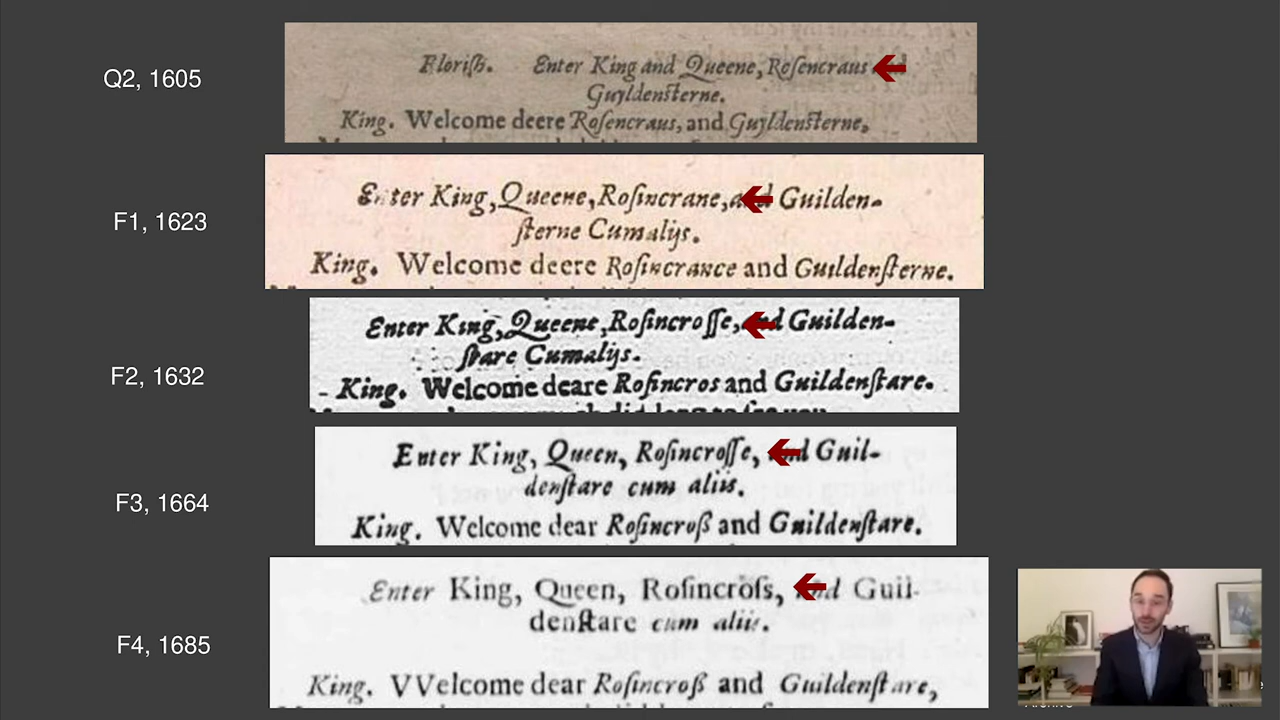 Q2, 1605
Floriſh. Enter King and Queene, Roſencraus
Guyldenſterne.
King. Welcome deere Roſencraus, and Guyldenſterne,
F1, 1623
Enter King, Queene, Roſincrane, and Guilden-
ſterne Cumalijs.
King. Welcome deere Roſincrance and Guildenſterne.
F2, 1632
Enter King, Queene, Roſincroſſe, and Guilden-
ſtare Cumalijs.
King. Welcome deare Roſincros and Guildenſtare.
F3, 1664
Enter King, Queen, Roſincroſſe, and Guil-
denſtare cum aliis.
King. Welcome dear Roſincroß and Guildenſtare.
F4, 1685
Enter King, Queen, Roſincroſs, and Guil-
denſtare cum aliis.
King. VVelcome dear Roſincroß and Guildenſtare,